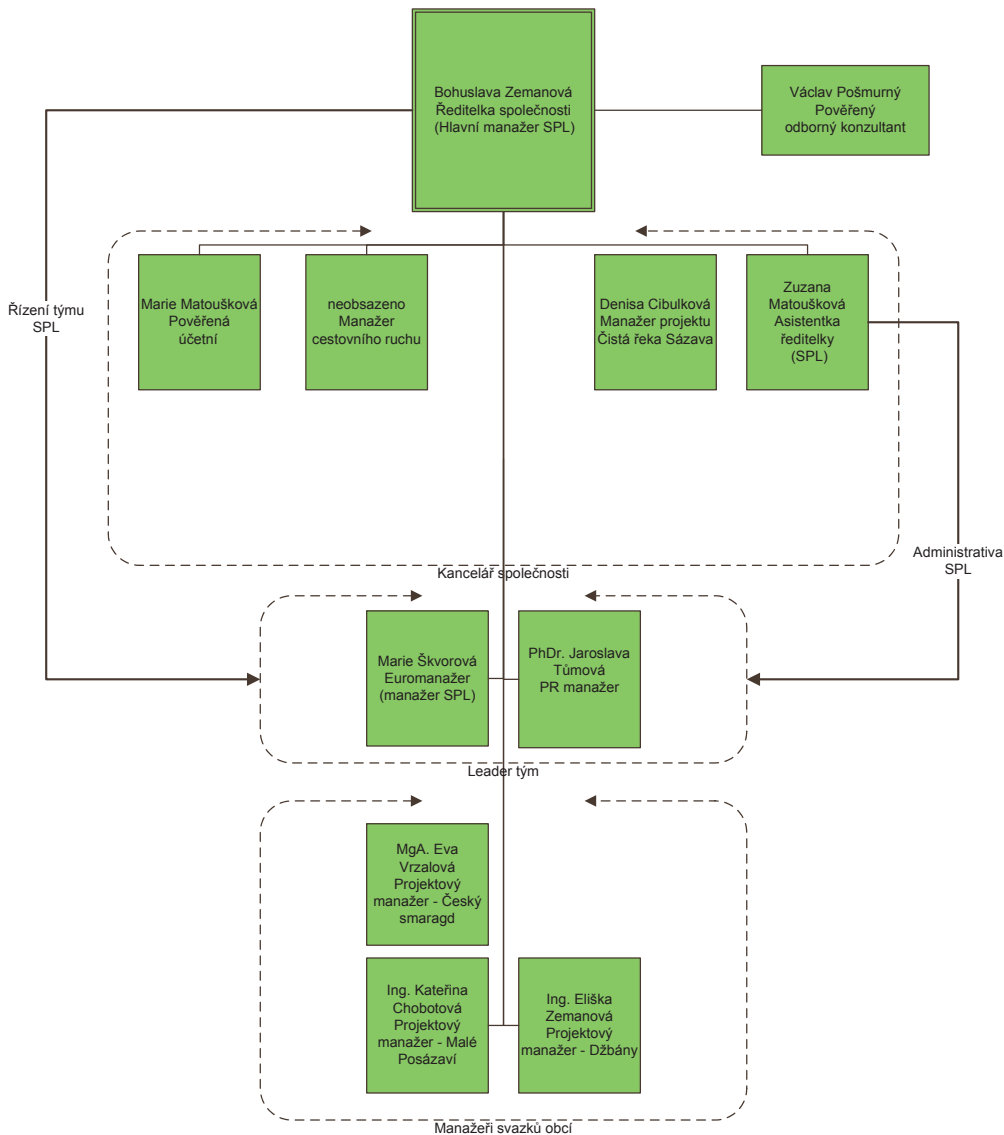 Bohuslava Zemanová
Ředitelka společnosti
(Hlavní manažer SPL)
Václav Pošmurný
Pověřený
odborný konzultant
Řízení týmu
SPL
Marie Matoušková
Pověřená
účetní
neobsazeno
Manažer
cestovního ruchu
Denisa Cibulková
Manažer projektu
Čistá řeka Sázava
Zuzana
Matoušková
Asistentka
ředitelky
(SPL)
Administrativa
SPL
Kancelář společnosti
Marie Škvorová
Euromanažer
(manažer SPL)
PhDr. Jaroslava
Tůmová
PR manažer
Leader tým
MgA. Eva
Vrzalová
Projektový
manažer - Český
smaragd
Ing. Kateřina
Chobotová
Projektový
manažer - Malé
Posázaví
Ing. Eliška
Zemanová
Projektový
manažer - Džbány
Manažeři svazků obcí